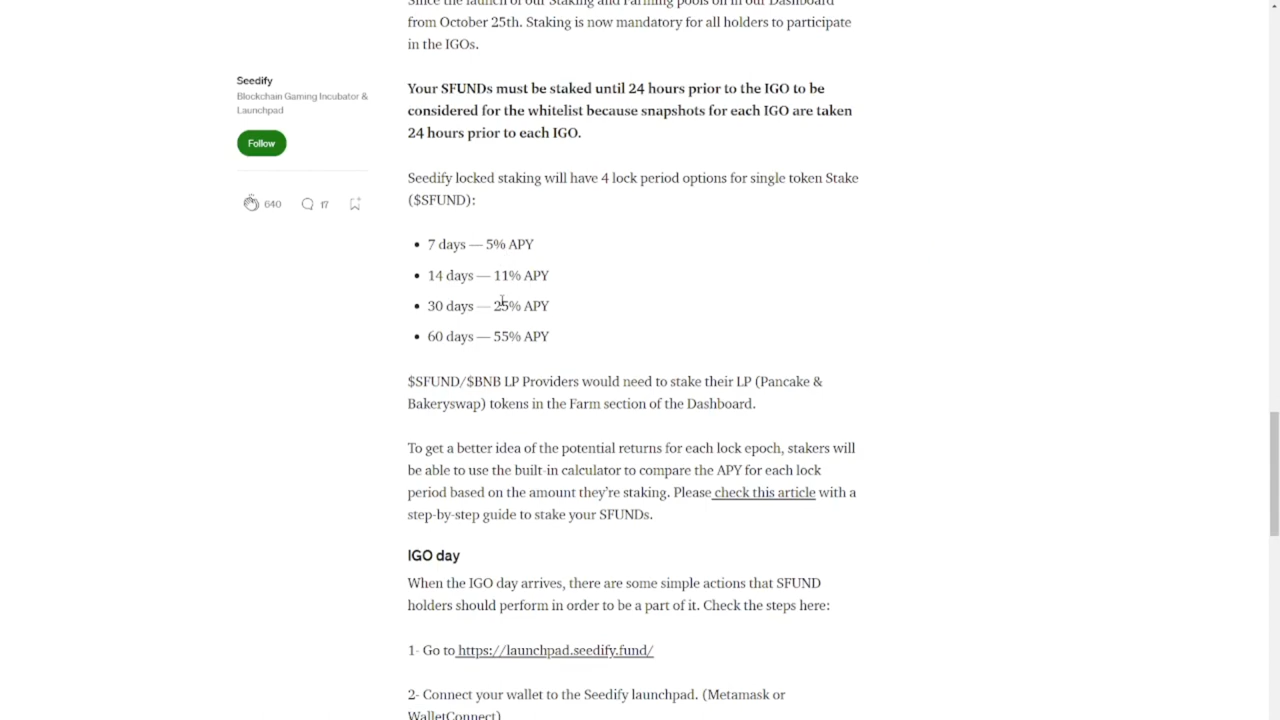 Since the launch of our Staking and Farming pools on in our Dashboard
from October 25th. Staking is now mandatory for all holders to participate
in the IGOs.
Seedify
Blockchain Gaming Incubator &
Launchpad
Follow
640
17
Your SFUNDs must be staked until 24 hours prior to the IGO to be
considered for the whitelist because snapshots for each IGO are taken
24 hours prior to each IGO.
Seedify locked staking will have 4 lock period options for single token Stake
($SFUND):
• 7 days — 5% APY
• 14 days — 11% APY
• 30 days — 25% APY
• 60 days — 55% APY
$SFUND/$BNB LP Providers would need to stake their LP (Pancake &
Bakeryswap) tokens in the Farm section of the Dashboard.
To get a better idea of the potential returns for each lock epoch, stakers will
be able to use the built-in calculator to compare the APY for each lock
period based on the amount they're staking. Please check this article with a
step-by-step guide to stake your SFUNDs.
IGO day
When the IGO day arrives, there are some simple actions that SFUND
holders should perform in order to be a part of it. Check the steps here:
1- Go to https://launchpad.seedify.fund/
2- Connect your wallet to the Seedify launchpad. (Metamask or
WalletConnect)